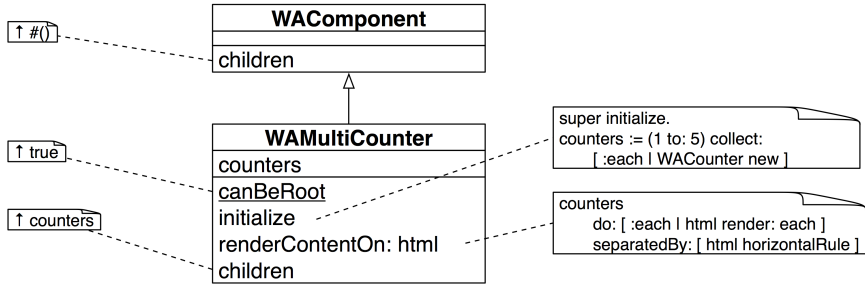 WAComponent
↑ #()
children
WAMultiCounter
counters
↑ true
canBeRoot
initialize
↑ counters
renderContentOn: html
children
super initialize.
counters := (1 to: 5) collect:
[ :each | WACounter new ]
counters
do: [ :each | html render: each ]
separatedBy: [ html horizontalRule ]